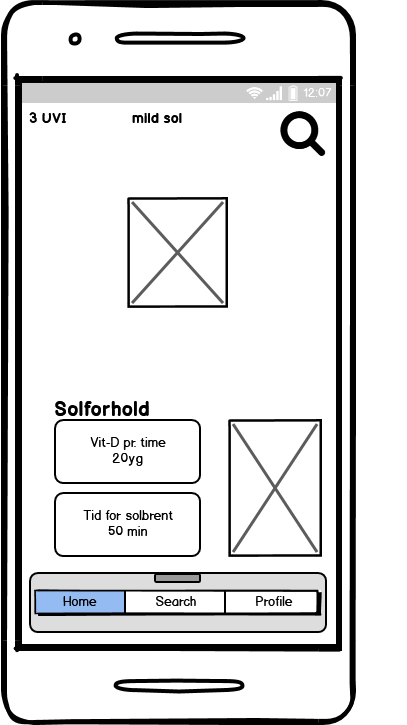 12:07
3 UVI
mild sol
Solforhold
Vit-D pr. time
20yg
Tid for solbrent
50 min
Home
Search
Profile